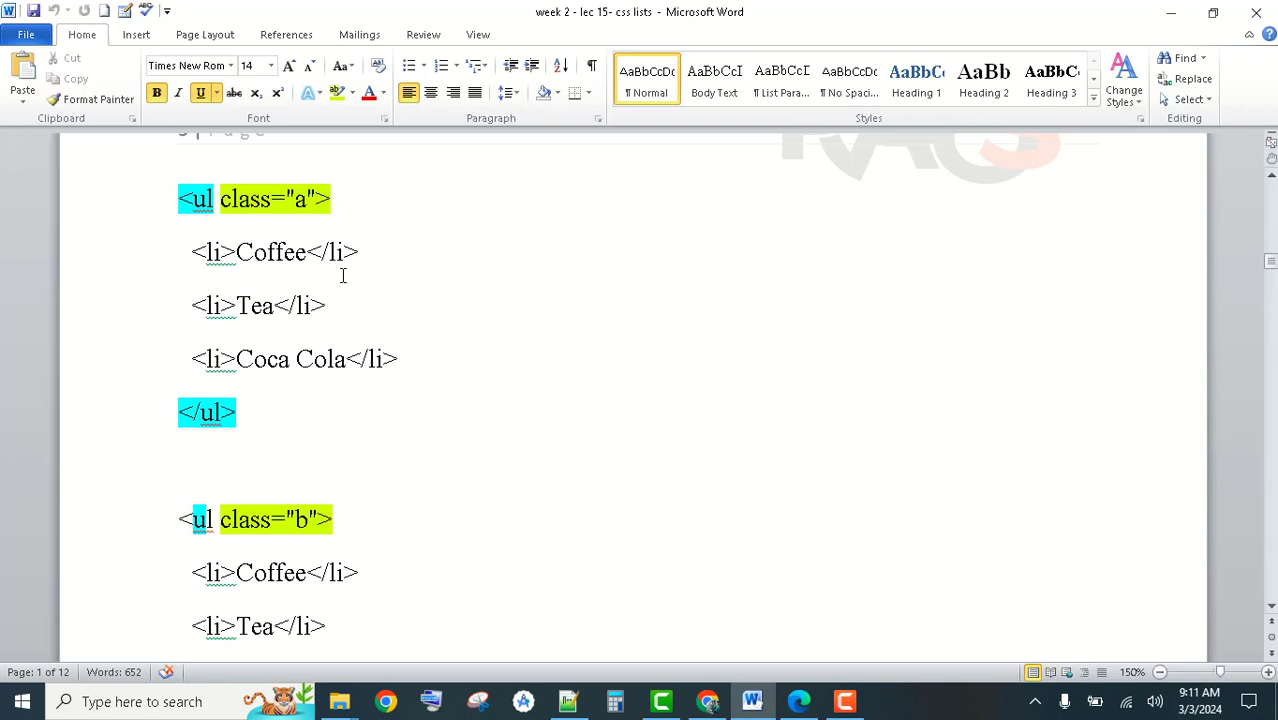 week 2 - lec 15- css lists - Microsoft Word
File Home Insert Page Layout References Mailings Review View
Paste
Cut
Copy
Format Painter
Clipboard
Times New Rom 14
Font
Paragraph
AaBbCcDc
¶ Normal
AaBbCcI
Body Text
AaBbCcI
¶ List Para...
AaBbCcDc
¶ No Spaci...
AaBbC
Heading 1
AaBb
Heading 2
AaBbC
Heading 3
Change
Styles
Styles
Find
Replace
Select
Editing
<ul class="a">
<li>Coffee</li>
<li>Tea</li>
<li>Coca Cola</li>
</ul>
<ul class="b">
<li>Coffee</li>
<li>Tea</li>
Page: 1 of 12 Words: 652 150%
Type here to search
9:11 AM
3/3/2024